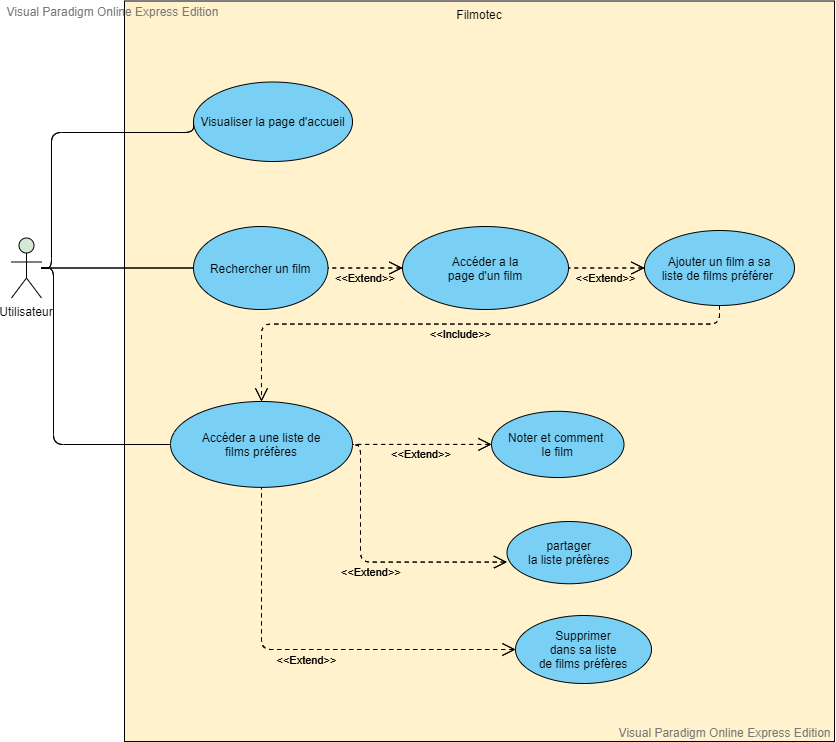 Visual Paradigm Online Express Edition
Filmotec
Visualiser la page d'accueil
Utilisateur
Rechercher un film
<<Extend>>
Accéder a la
page d'un film
<<Extend>>
Ajouter un film a sa
liste de films préférer
<<Include>>
Accéder a une liste de
films préfères
<<Extend>>
Noter et comment
le film
<<Extend>>
partager
la liste préfères
<<Extend>>
Supprimer
dans sa liste
de films préfères
Visual Paradigm Online Express Edition